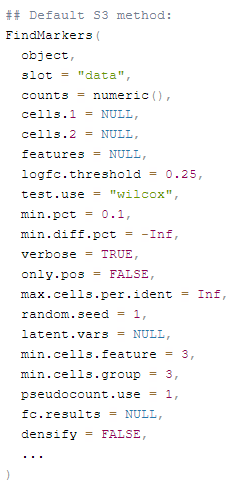 ## Default S3 method:
FindMarkers(
  object,
  slot = "data",
  counts = numeric(),
  cells.1 = NULL,
  cells.2 = NULL,
  features = NULL,
  logfc.threshold = 0.25,
  test.use = "wilcox",
  min.pct = 0.1,
  min.diff.pct = -Inf,
  verbose = TRUE,
  only.pos = FALSE,
  max.cells.per.ident = Inf,
  random.seed = 1,
  latent.vars = NULL,
  min.cells.feature = 3,
  min.cells.group = 3,
  pseudocount.use = 1,
  fc.results = NULL,
  densify = FALSE,
  ...
)